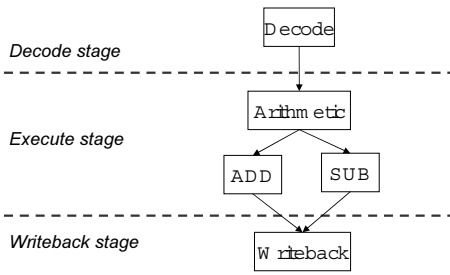 Decode
Decode stage
Arithmetic
Execute stage
ADD
SUB
Writeback stage
Writeback